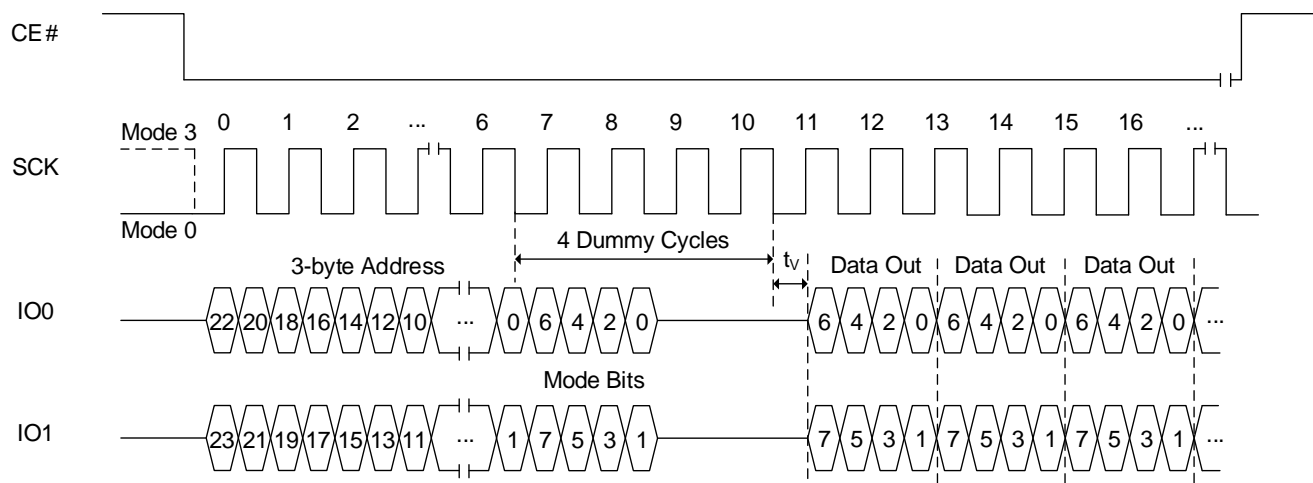 CE#
0 1 2 ... 6 7 8 9 10 11 12 13 14 15 16 ...
Mode 3
SCK
Mode 0
4 Dummy Cycles
3-byte Address tV Data Out Data Out Data Out
IO0 22 20 18 16 14 12 10 ... 0 6 4 2 0 6 4 2 0 6 4 2 0 6 4 2 0 ...
Mode Bits
IO1 23 21 19 17 15 13 11 ... 1 7 5 3 1 7 5 3 1 7 5 3 1 7 5 3 1 ...